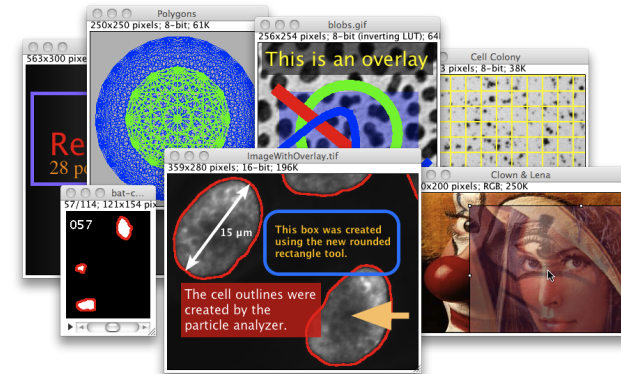 Polygons
250x250 pixels; 8-bit; 61K
blobs.gif
256x254 pixels; 8-bit (inverting LUT); 64
This is an overlay
563x300 pixe
Re
28 po
Cell Colony
3 pixels; 8-bit; 38K
ImageWithOverlay.tif
359x280 pixels; 16-bit; 196K
15 µm
This box was created
using the new rounded
rectangle tool.
The cell outlines were
created by the
particle analyzer.
Clown & Lena
0x200 pixels; RGB; 250K
bat-c...
57/114; 121x154 pix
057